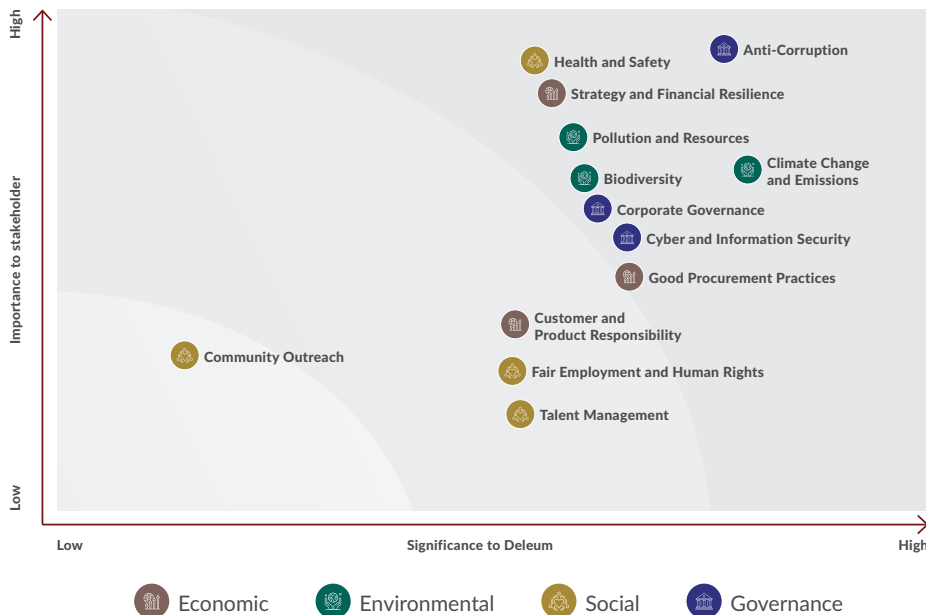 High
Importance to stakeholder
Low
Health and Safety
Anti-Corruption
Strategy and Financial Resilience
Pollution and Resources
Climate Change
and Emissions
Biodiversity
Corporate Governance
Cyber and Information Security
Good Procurement Practices
Customer and
Product Responsibility
Community Outreach
Fair Employment and Human Rights
Talent Management
Low
Significance to Deleum
High
Economic
Environmental
Social
Governance